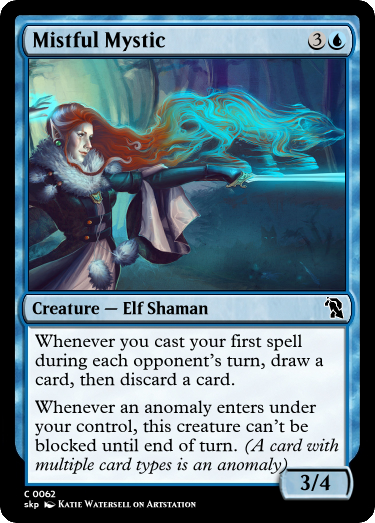 Mistful Mystic 3
Creature — Elf Shaman
Whenever you cast your first spell
during each opponent's turn, draw a
card, then discard a card.
Whenever an anomaly enters under
your control, this creature can't be
blocked until end of turn. (A card with
multiple card types is an anomaly)
3/4
C 0062
skp Katie Watersell on Artstation